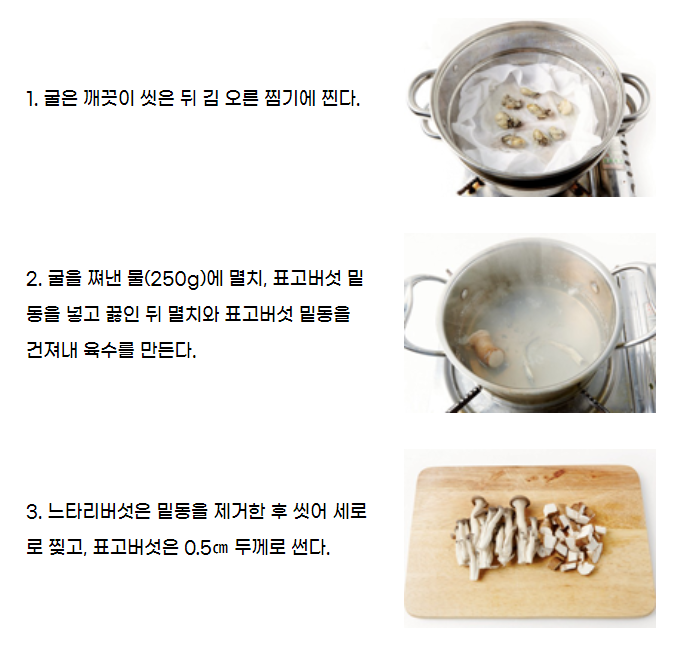 1. 굴은 깨끗이 씻은 뒤 김 오른 찜기에 찐다.
2. 굴을 쪄낸 물(250g)에 멸치, 표고버섯 밑
동을 넣고 끓인 뒤 멸치와 표고버섯 밑동을
건져내 육수를 만든다.
3. 느타리버섯은 밑동을 제거한 후 씻어 세로
로 찢고, 표고버섯은 0.5㎝ 두께로 썬다.